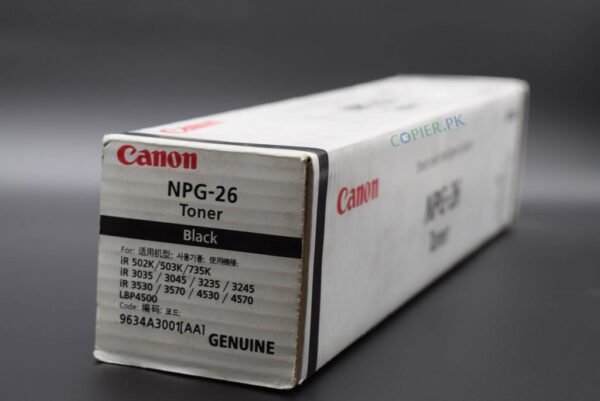 Canon
NPG-26
Toner
Black
For: 适用机型: 사용기종: 使用機種:
iR 502K/503K/735K
iR 3035 / 3045 / 3235 / 3245
iR 3530 / 3570 / 4530 / 4570
LBP4500
Code: 编码: 코드:
9634A3001[AA]
GENUINE
Canon
NPG-26
Toner
COPIER.PK